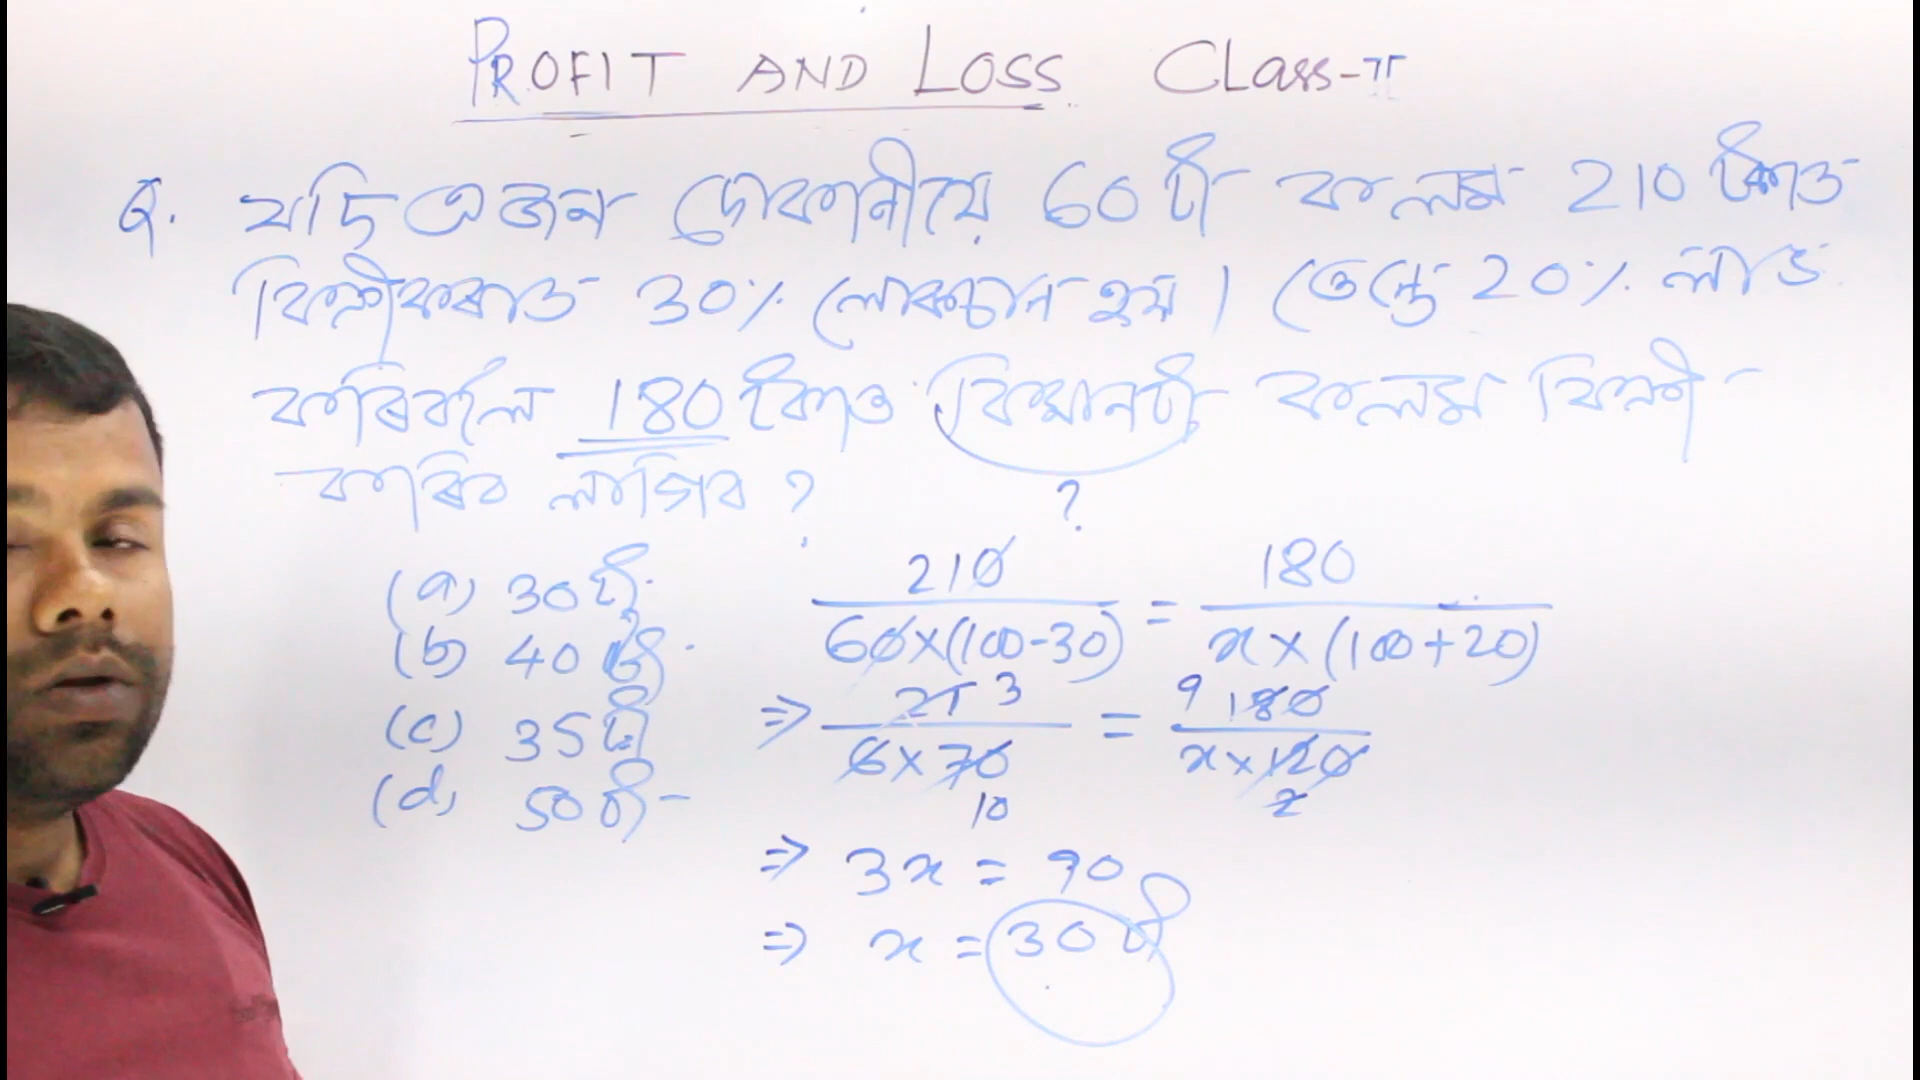 PROFIT AND LOSS CLass-II
Q. যদি এজন দোকানীয়ে 60 টা কলম 210 টকাত
বিক্ৰীকৰাত 30% লোকচান হয় । তেন্তে 20% লাভ
কৰিবলৈ 180 টকাত কিমানটা কলম বিক্ৰী
কৰিব লাগিব ?
?
(a) 30 টা
(b) 40 টা
(c) 35 টা
(d) 50 টা
210 / 60×(100-30) = 180 / x×(100+20)
⇒ 21 3 / 6×70 10 = 9 180 / x×120 2
⇒ 3x = 90
⇒ x = 30 টা